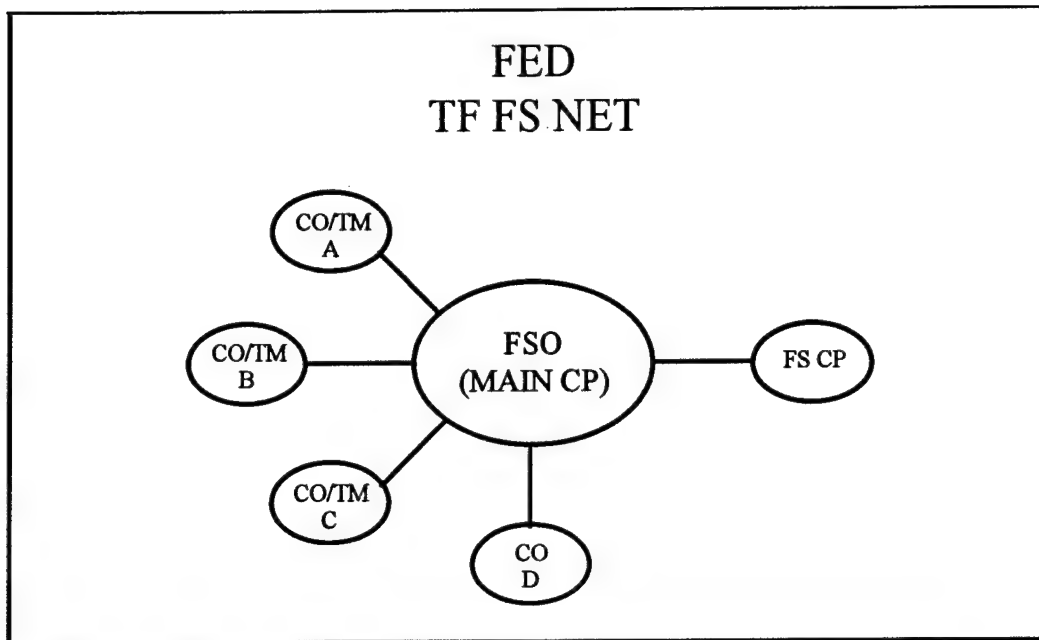 FED
TF FS NET
CO/TM
A
CO/TM
B
FSO
(MAIN CP)
FS CP
CO/TM
C
CO
D